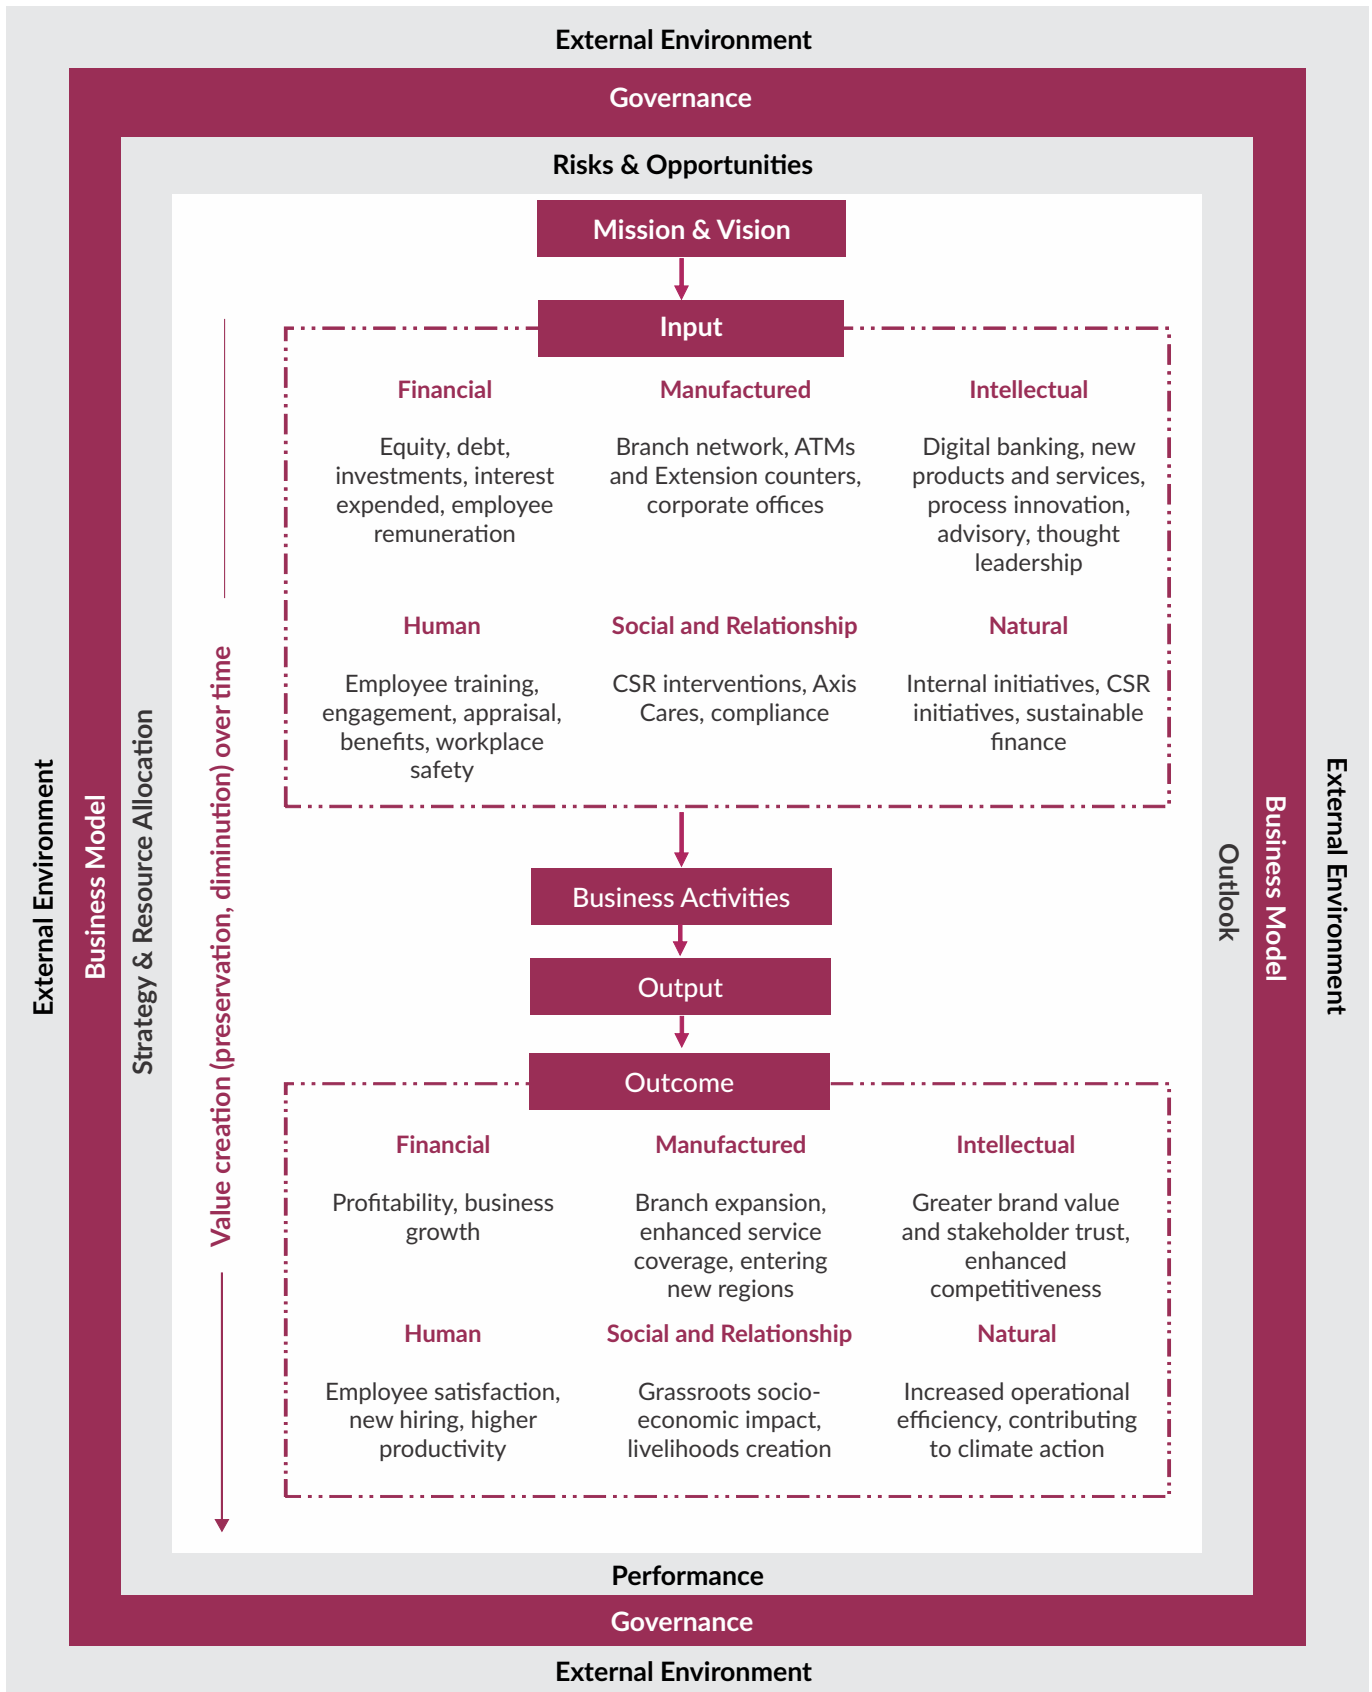 External Environment
Governance
Risks & Opportunities
Mission & Vision
Input
Financial
Equity, debt,
investments, interest
expended, employee
remuneration
Manufactured
Branch network, ATMs
and Extension counters,
corporate offices
Intellectual
Digital banking, new
products and services,
process innovation,
advisory, thought
leadership
Human
Employee training,
engagement, appraisal,
benefits, workplace
safety
Social and Relationship
CSR interventions, Axis
Cares, compliance
Natural
Internal initiatives, CSR
initiatives, sustainable
finance
Business Activities
Output
Outcome
Financial
Profitability, business
growth
Manufactured
Branch expansion,
enhanced service
coverage, entering
new regions
Intellectual
Greater brand value
and stakeholder trust,
enhanced
competitiveness
Human
Employee satisfaction,
new hiring, higher
productivity
Social and Relationship
Grassroots socio-
economic impact,
livelihoods creation
Natural
Increased operational
efficiency, contributing
to climate action
External Environment
Business Model
Strategy & Resource Allocation
Value creation (preservation, diminution) over time
Outlook
Business Model
External Environment
Performance
Governance
External Environment